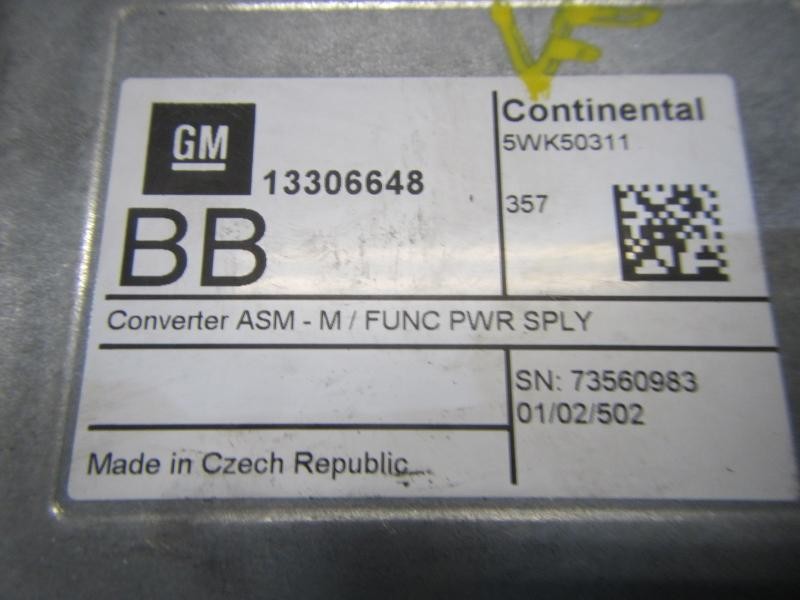 VF
GM
13306648
BB
Continental
5WK50311
357
Converter ASM - M / FUNC PWR SPLY
SN: 73560983
01/02/502
Made in Czech Republic